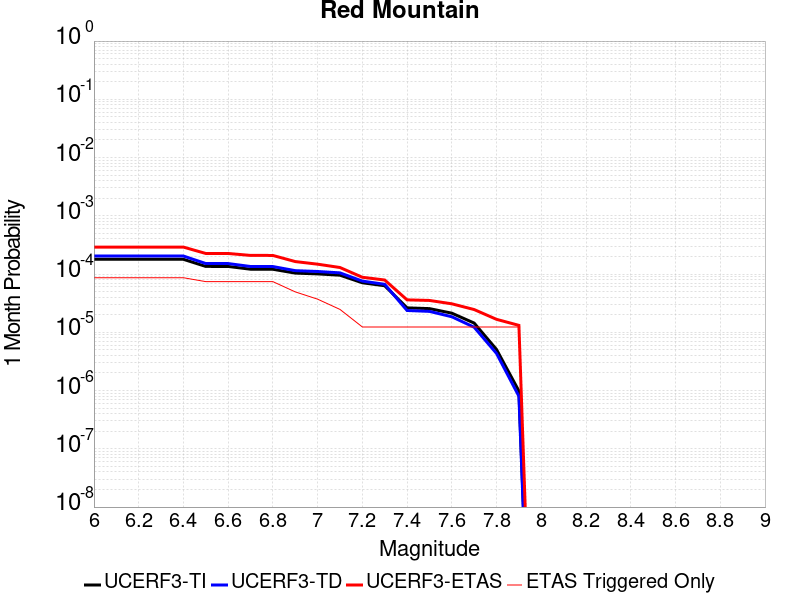 Red Mountain
10^0
10^-1
10^-2
10^-3
10^-4
10^-5
10^-6
10^-7
10^-8
1 Month Probability
6 6.2 6.4 6.6 6.8 7 7.2 7.4 7.6 7.8 8 8.2 8.4 8.6 8.8 9
Magnitude
UCERF3-TI UCERF3-TD UCERF3-ETAS ETAS Triggered Only